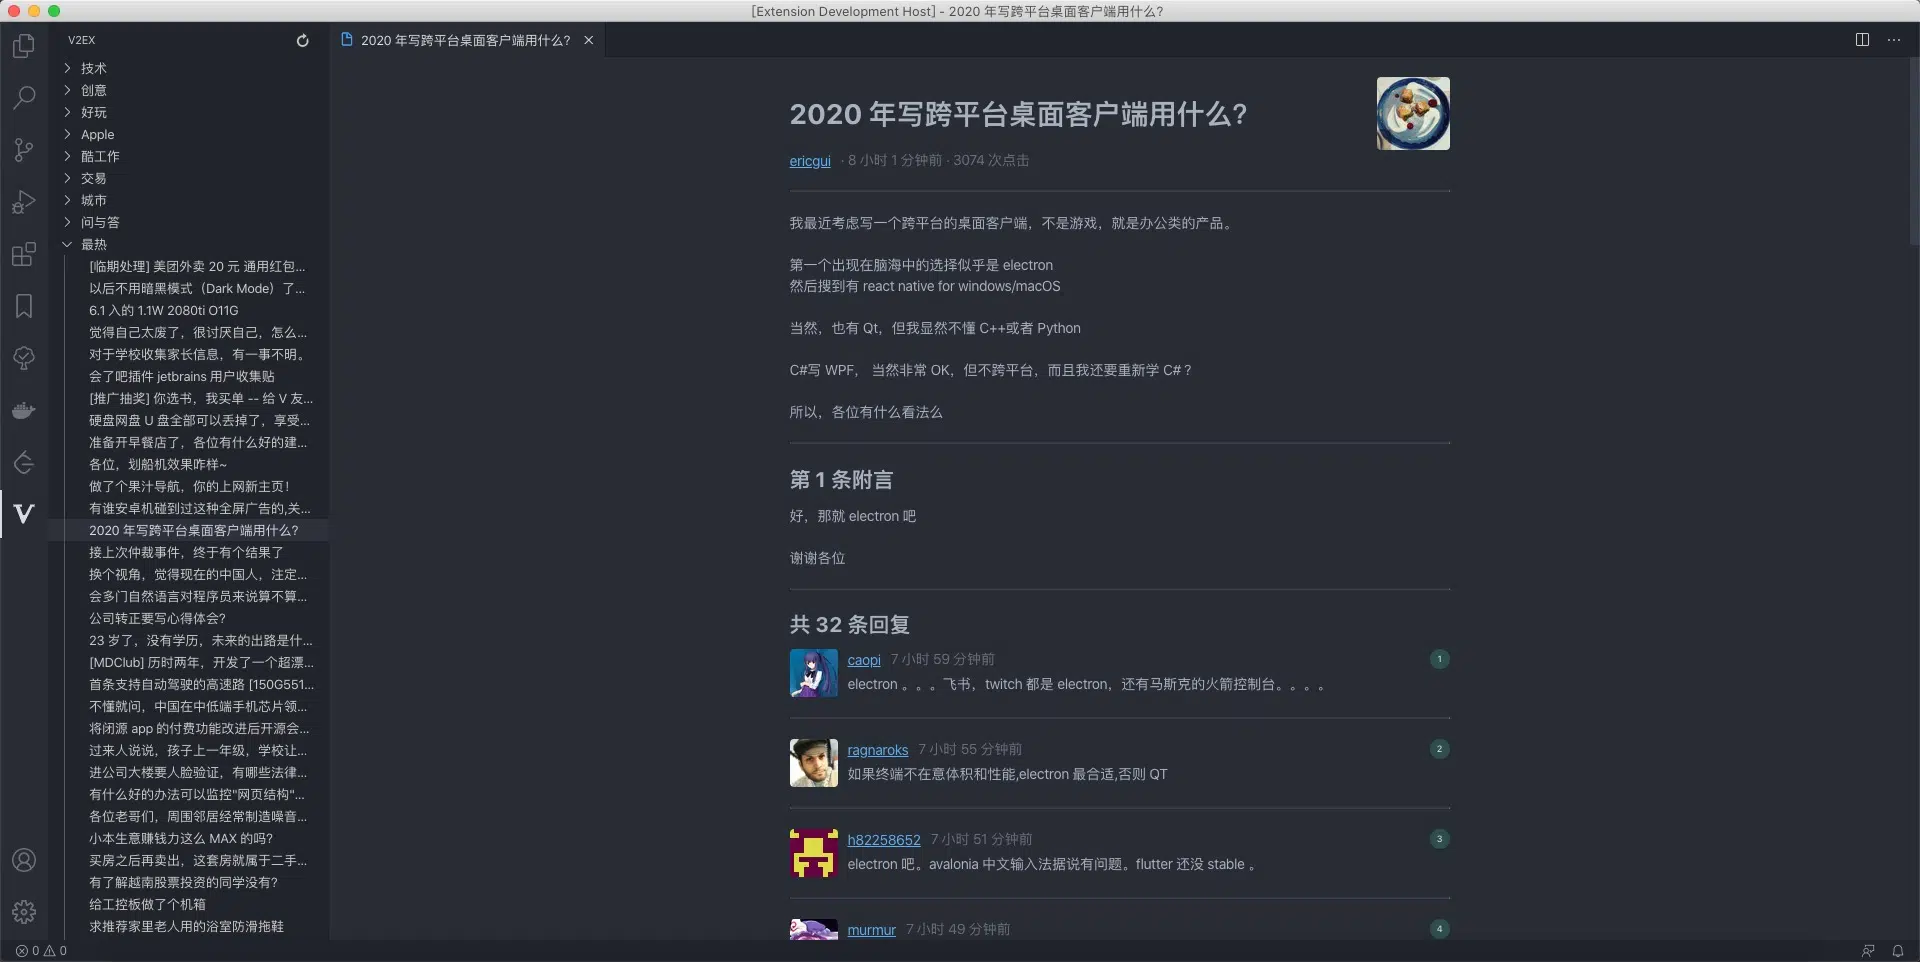 [Extension Development Host] - 2020 年写跨平台桌面客户端用什么?
V2EX
技术
创意
好玩
Apple
酷工作
交易
城市
问与答
最热
[临期处理] 美团外卖 20 元 通用红包...
以后不用暗黑模式（Dark Mode）了...
6.1 入的 1.1W 2080ti O11G
觉得自己太废了，很讨厌自己，怎么...
对于学校收集家长信息，有一事不明。
会了吧插件 jetbrains 用户收集贴
[推广抽奖] 你选书，我买单 -- 给 V 友...
硬盘网盘 U 盘全部可以丢掉了，享受...
准备开早餐店了，各位有什么好的建...
各位，划船机效果咋样~
做了个果汁导航，你的上网新主页！
有谁安卓机碰到过这种全屏广告的,关...
2020 年写跨平台桌面客户端用什么?
接上次仲裁事件，终于有个结果了
换个视角，觉得现在的中国人，注定...
会多门自然语言对程序员来说算不算...
公司转正要写心得体会?
23 岁了，没有学历，未来的出路是什...
[MDClub] 历时两年，开发了一个超漂...
首条支持自动驾驶的高速路 [150G551...
不懂就问，中国在中低端手机芯片领...
将闭源 app 的付费功能改进后开源会...
过来人说说，孩子上一年级，学校让...
进公司大楼要人脸验证，有哪些法律...
有什么好的办法可以监控"网页结构"...
各位老哥们，周围邻居经常制造噪音...
小本生意赚钱力这么 MAX 的吗?
买房之后再卖出，这套房就属于二手...
有了解越南股票投资的同学没有?
给工控板做了个机箱
求推荐家里老人用的浴室防滑拖鞋
0 0
2020 年写跨平台桌面客户端用什么?
2020 年写跨平台桌面客户端用什么?
ericgui · 8 小时 1 分钟前 · 3074 次点击
我最近考虑写一个跨平台的桌面客户端，不是游戏，就是办公类的产品。
第一个出现在脑海中的选择似乎是 electron
然后搜到有 react native for windows/macOS
当然，也有 Qt，但我显然不懂 C++或者 Python
C#写 WPF， 当然非常 OK，但不跨平台，而且我还要重新学 C#？
所以，各位有什么看法么
第 1 条附言
好，那就 electron 吧
谢谢各位
共 32 条回复
caopi 7 小时 59 分钟前 1
electron 。。。飞书，twitch 都是 electron，还有马斯克的火箭控制台。。。。
ragnaroks 7 小时 55 分钟前 2
如果终端不在意体积和性能,electron 最合适,否则 QT
h82258652 7 小时 51 分钟前 3
electron 吧。avalonia 中文输入法据说有问题。flutter 还没 stable 。
murmur 7 小时 49 分钟前 4